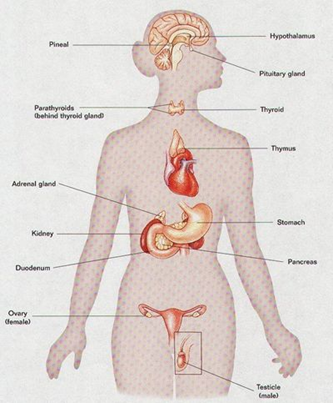 Pineal
Hypothalamus
Pituitary gland
Parathyroids
(behind thyroid gland)
Thyroid
Thymus
Adrenal gland
Stomach
Kidney
Duodenum
Pancreas
Ovary
(female)
Testicle
(male)